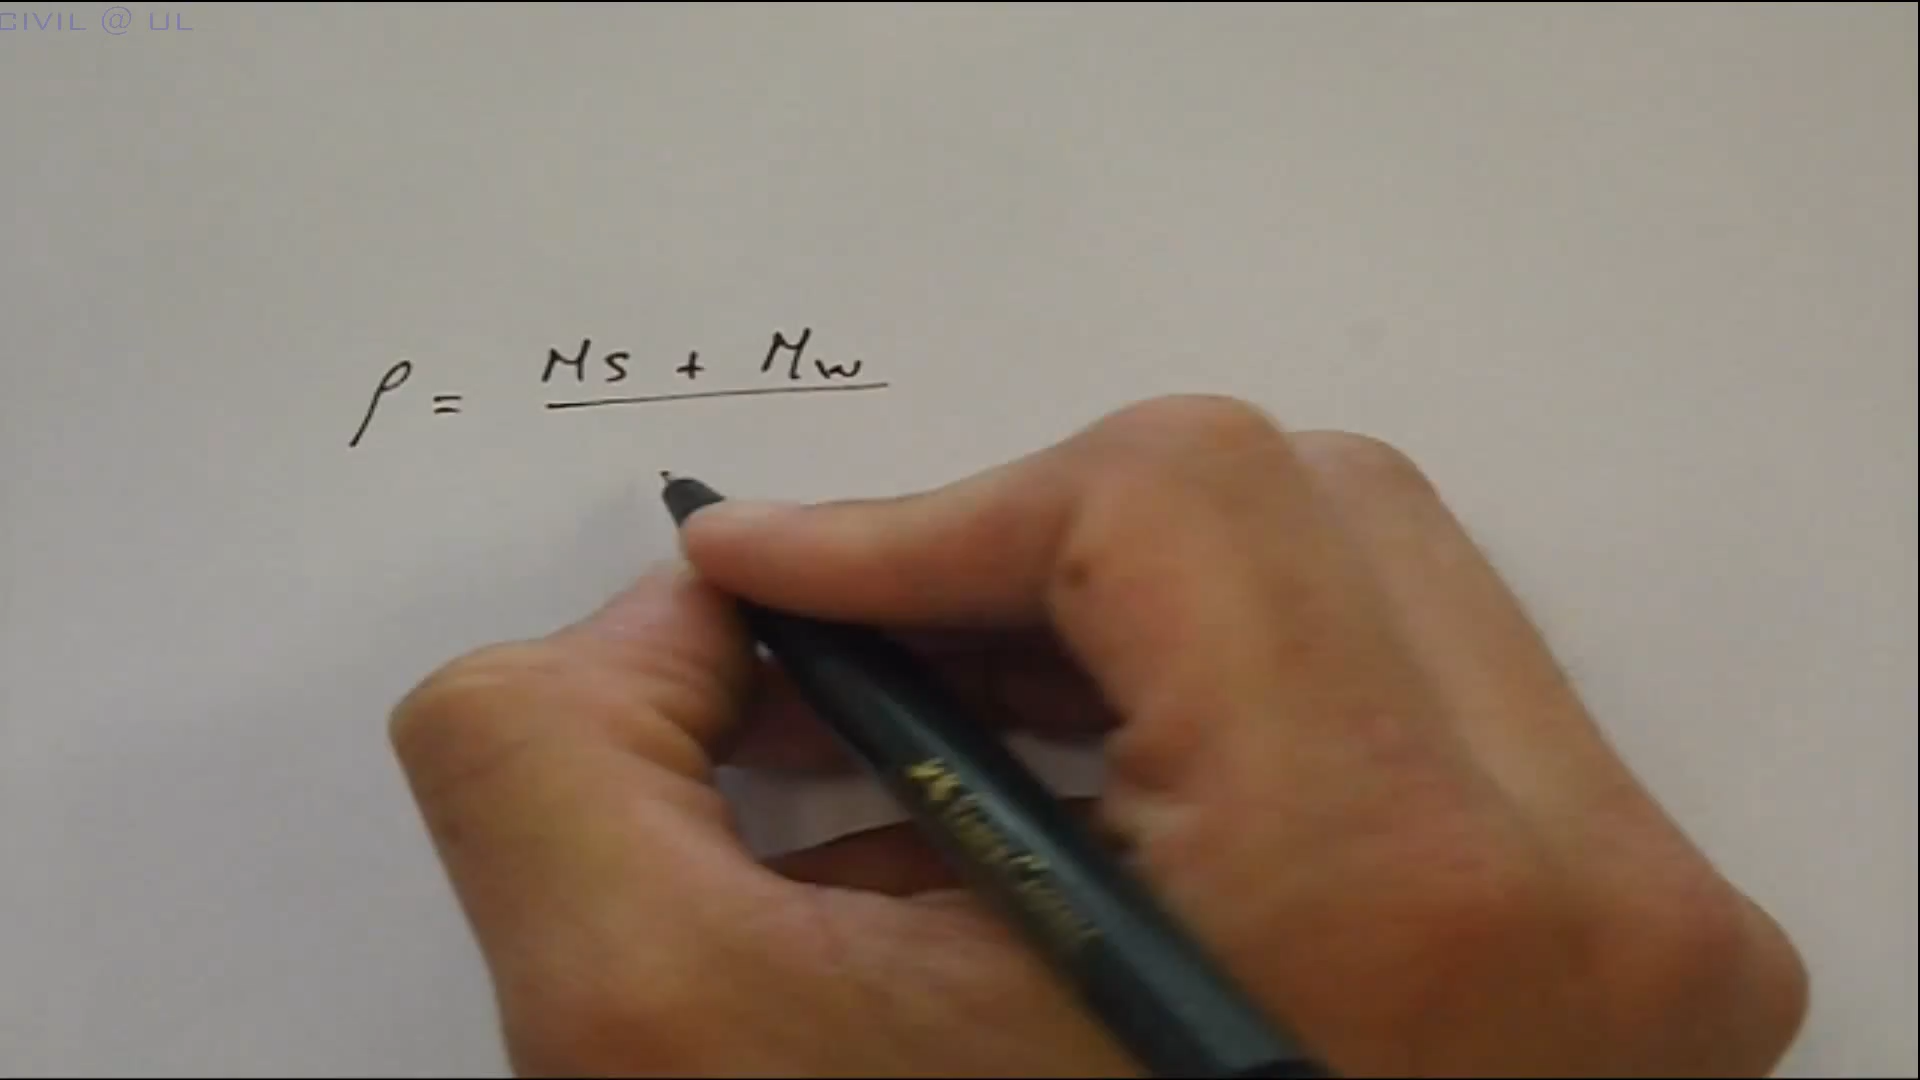 CIVIL @ UL
ρ = Ms + Mw